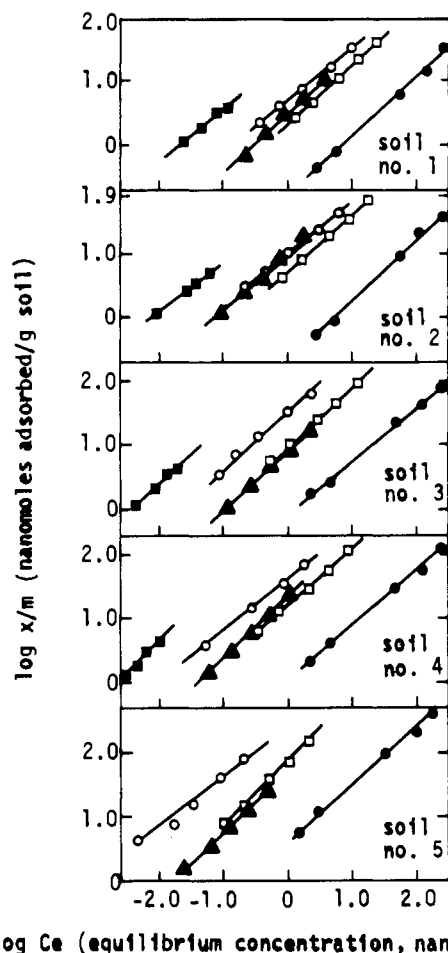 log x/m (nanomoles adsorbed/g soil)
1.0
0
soil
no. 1
1.9
1.0
0
soil
no. 2
2.0
1.0
0
soil
no. 3
2.0
1.0
0
soil
no. 4
2.0
1.0
0
soil
no. 5
-2.0 -1.0 0 1.0 2.0
og Ce (equilibrium concentration, nan